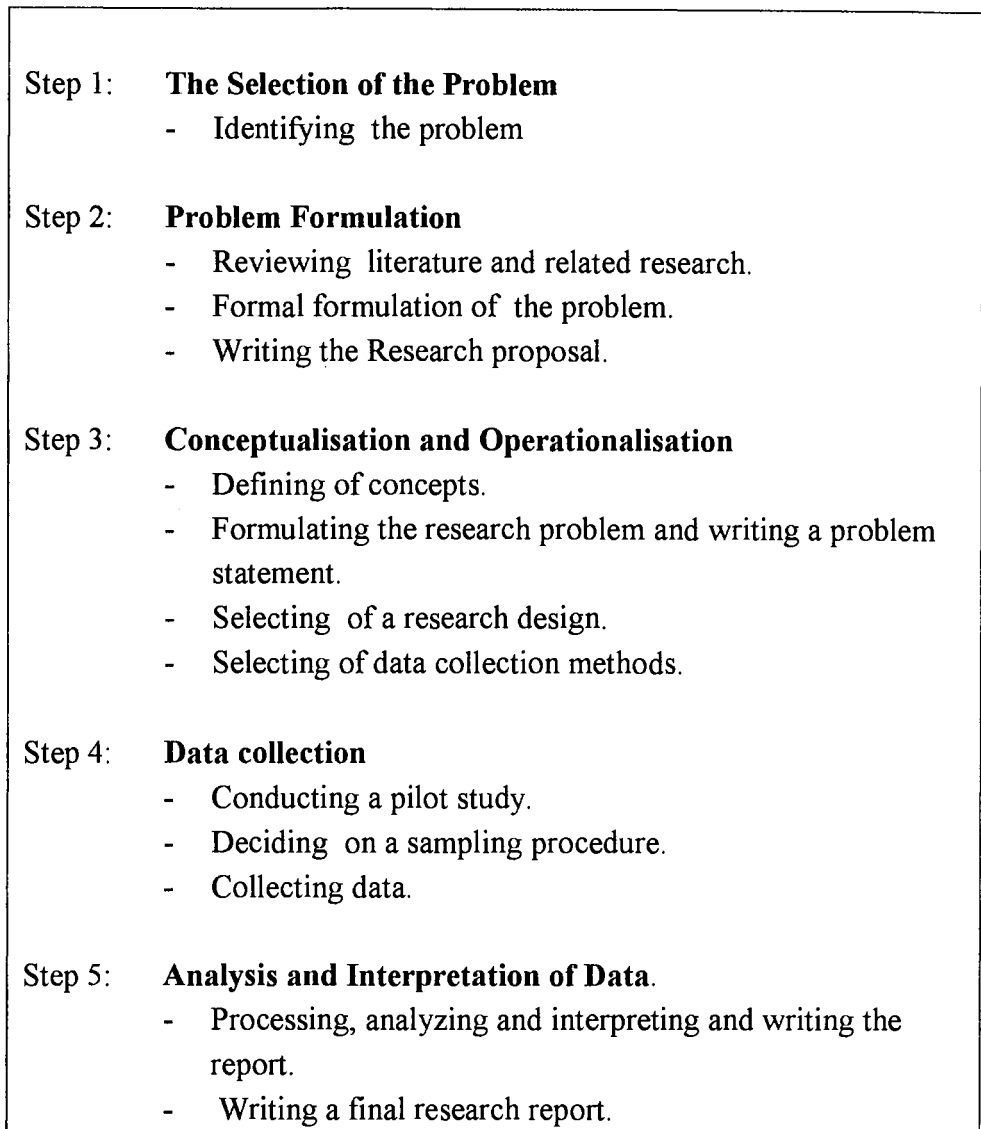 Step 1: The Selection of the Problem
- Identifying the problem
Step 2: Problem Formulation
- Reviewing literature and related research.
- Formal formulation of the problem.
- Writing the Research proposal.
Step 3: Conceptualisation and Operationalisation
- Defining of concepts.
- Formulating the research problem and writing a problem
statement.
- Selecting of a research design.
- Selecting of data collection methods.
Step 4: Data collection
- Conducting a pilot study.
- Deciding on a sampling procedure.
- Collecting data.
Step 5: Analysis and Interpretation of Data.
- Processing, analyzing and interpreting and writing the
report.
- Writing a final research report.